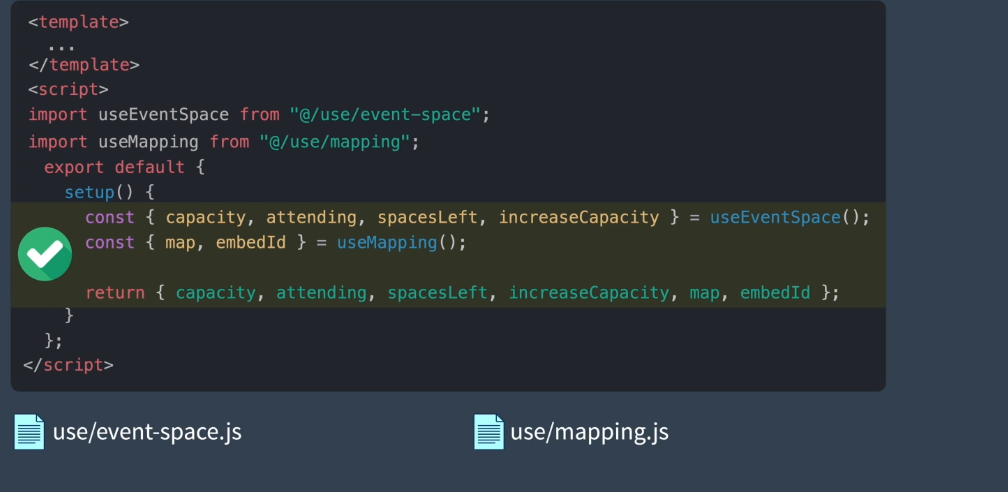 <template>
...
</template>
<script>
import useEventSpace from "@/use/event-space";
import useMapping from "@/use/mapping";
export default {
setup() {
const { capacity, attending, spacesLeft, increaseCapacity } = useEventSpace();
const { map, embedId } = useMapping();
return { capacity, attending, spacesLeft, increaseCapacity, map, embedId };
}
};
</script>
use/event-space.js
use/mapping.js